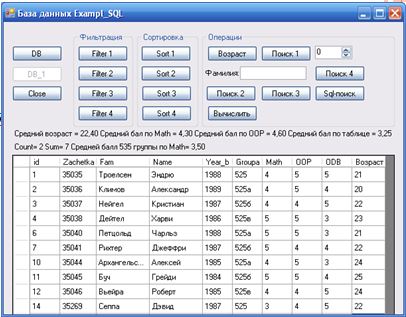 База данных Exampl_SQL
Фильтрация Сортировка Операции
DB Filter 1 Sort 1 Возраст Поиск 1 0
DB_1 Filter 2 Sort 2 Фамилия: Поиск 4
Close Filter 3 Sort 3 Поиск 2 Поиск 3 Sql-поиск
Filter 4 Sort 4 Вычислить
Средний возраст = 22,40 Средний бал по Math = 4,30 Средний бал по OOP = 4,60 Средний бал по таблице = 3,25
Count= 2 Sum= 7 Средней балл 535 группы по Math= 3,50
id Zachetka Fam Name Year_b Groupa Math OOP ODB Возраст
1 35035 Троелсен Эндрю 1988 525 4 5 5 21
2 35036 Климов Александр 1989 525а 4 5 4 20
3 35037 Нейгел Кристиан 1987 525б 4 4 4 22
4 35038 Дейтел Харви 1986 525в 5 5 3 23
6 35040 Петцольд Чарльз 1988 525а 5 5 3 21
7 35041 Рихтер Джеффри 1987 525б 4 4 5 22
10 35044 Архангельс... Алексей 1985 525а 4 5 3 24
11 35045 Буч Грейди 1984 525б 5 4 4 25
12 35046 Вьейра Роберт 1985 525в 5 4 4 24
14 35269 Сеппа Дэвид 1987 525 3 4 5 22